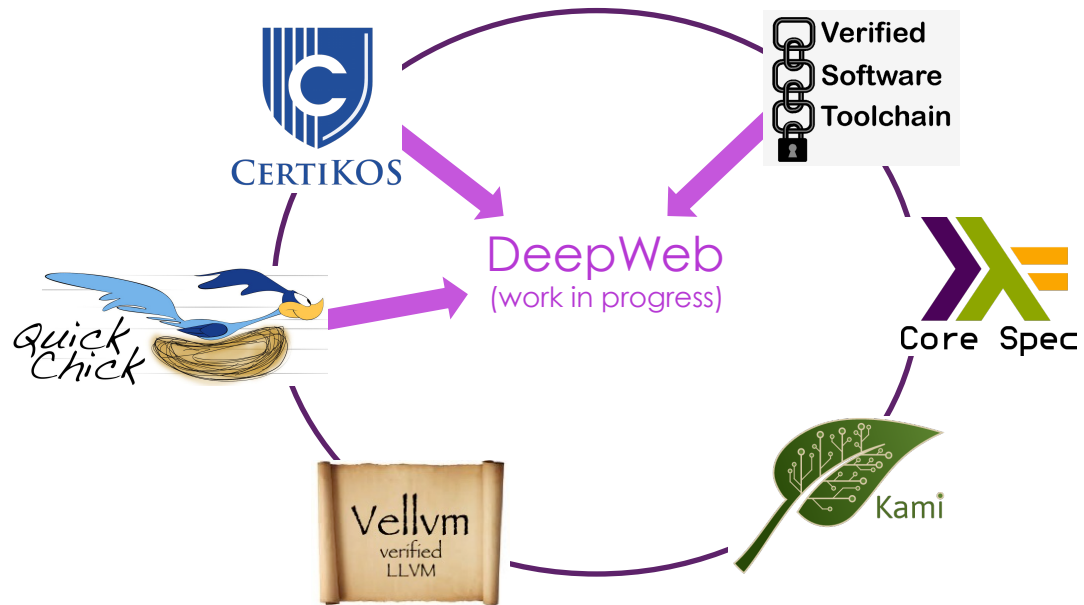 C
CERTIKOS
Verified
Software
Toolchain
DeepWeb
(work in progress)
Core Spec
Quick
Chick
Kami
Vellvm
verified
LLVM